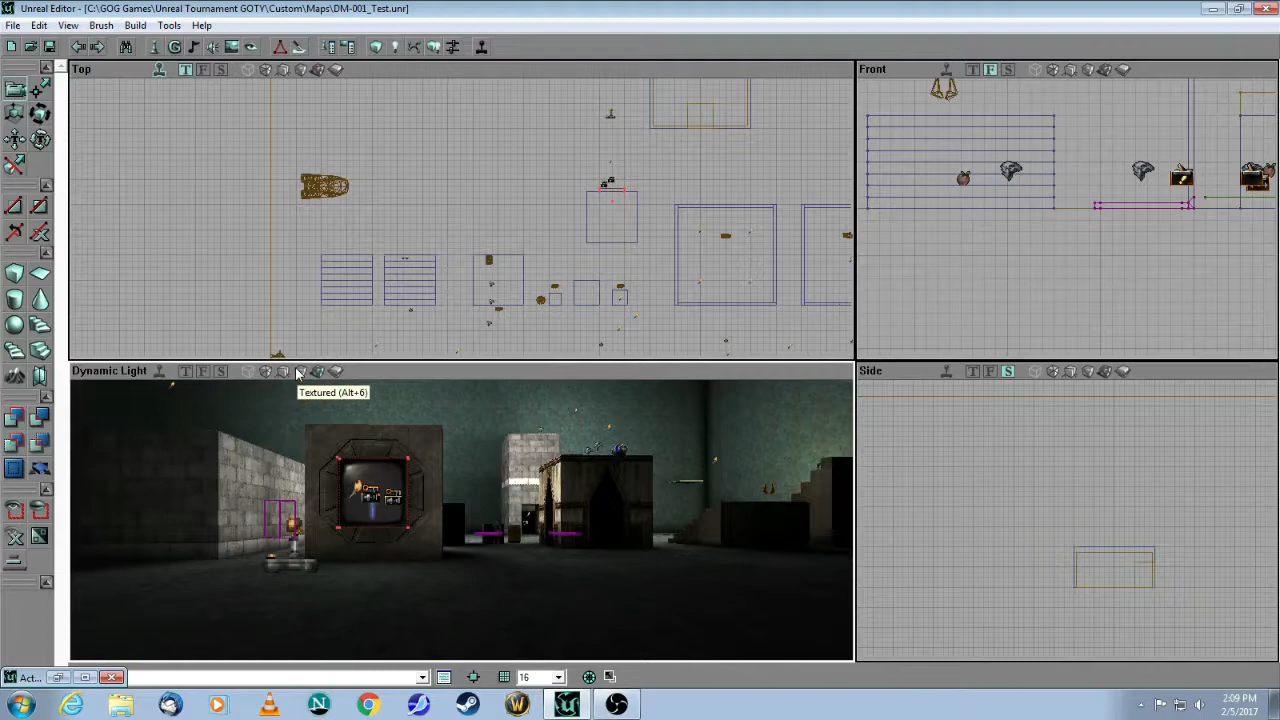 Unreal Editor - [C:\GOG Games\Unreal Tournament GOTY\Custom\Maps\DM-001_Test.unr]
File Edit View Brush Build Tools Help
Top T F S
Front T F S
Dynamic Light T F S
Side T F S
Textured (Alt+6)
Act... 16
2:09 PM
2/5/2017